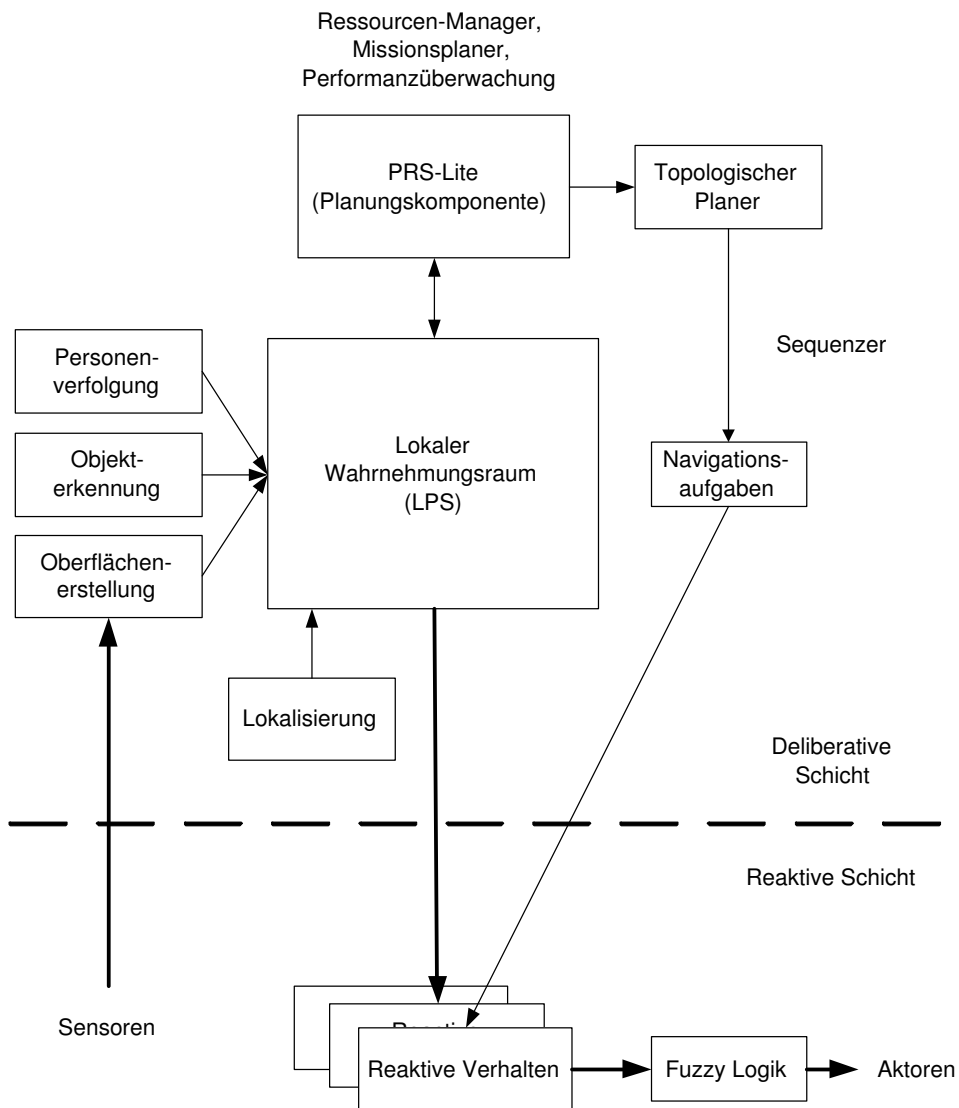 Ressourcen-Manager,
Missionsplaner,
Performanzüberwachung
PRS-Lite
(Planungskomponente)
Topologischer
Planer
Sequenzer
Personen-
verfolgung
Objekt-
erkennung
Oberflächen-
erstellung
Lokaler
Wahrnehmungsraum
(LPS)
Navigations-
aufgaben
Lokalisierung
Deliberative
Schicht
Reaktive Schicht
Sensoren
Reaktive Verhalten
Fuzzy Logik
Aktoren